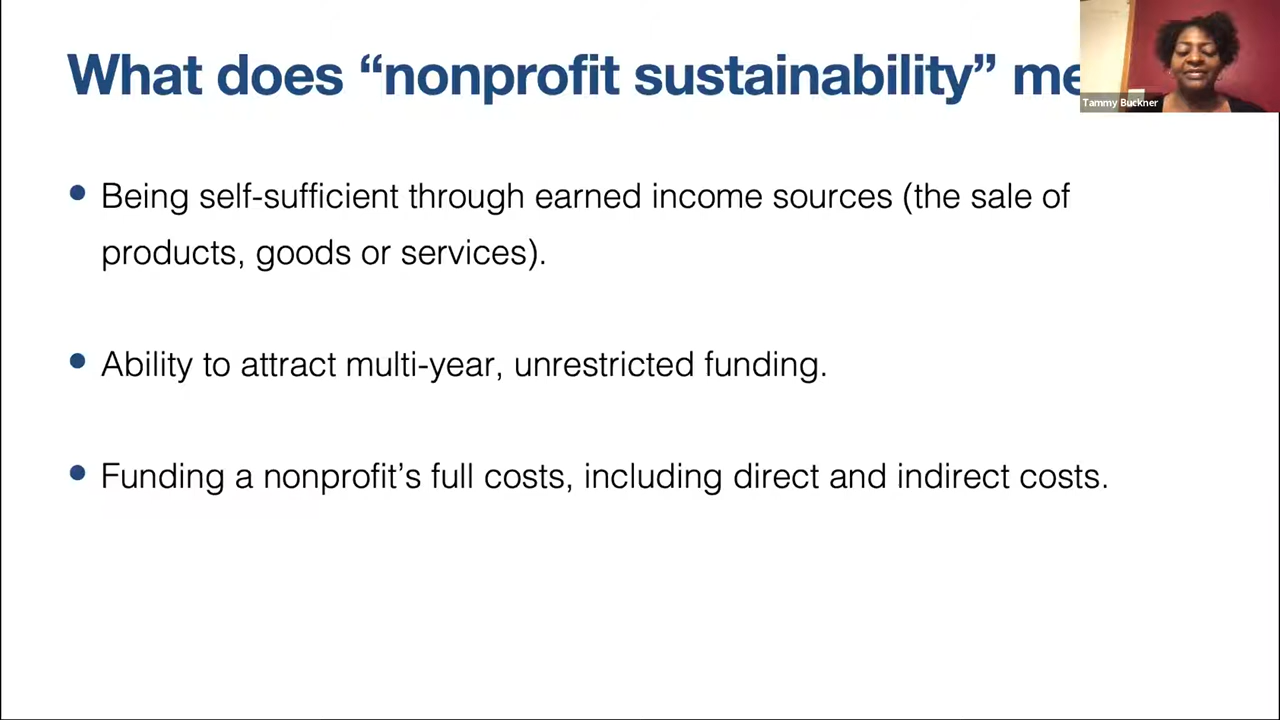 What does “nonprofit sustainability” me
Tammy Buckner
• Being self-sufficient through earned income sources (the sale of
products, goods or services).
• Ability to attract multi-year, unrestricted funding.
• Funding a nonprofit’s full costs, including direct and indirect costs.